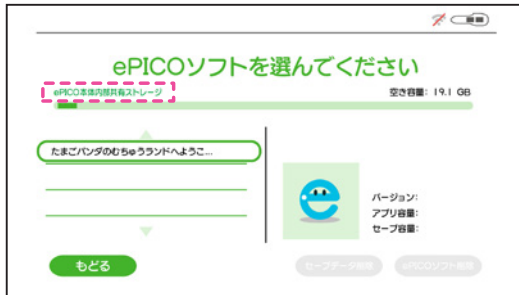 ePICOソフトを選んでください
ePICO本体内部共有ストレージ
空き容量: 19.1 GB
たまごパンダのむちゅうランドへようこ...
バージョン:
アプリ容量:
セーブ容量:
もどる
セーブデータ削除
ePICOソフト削除